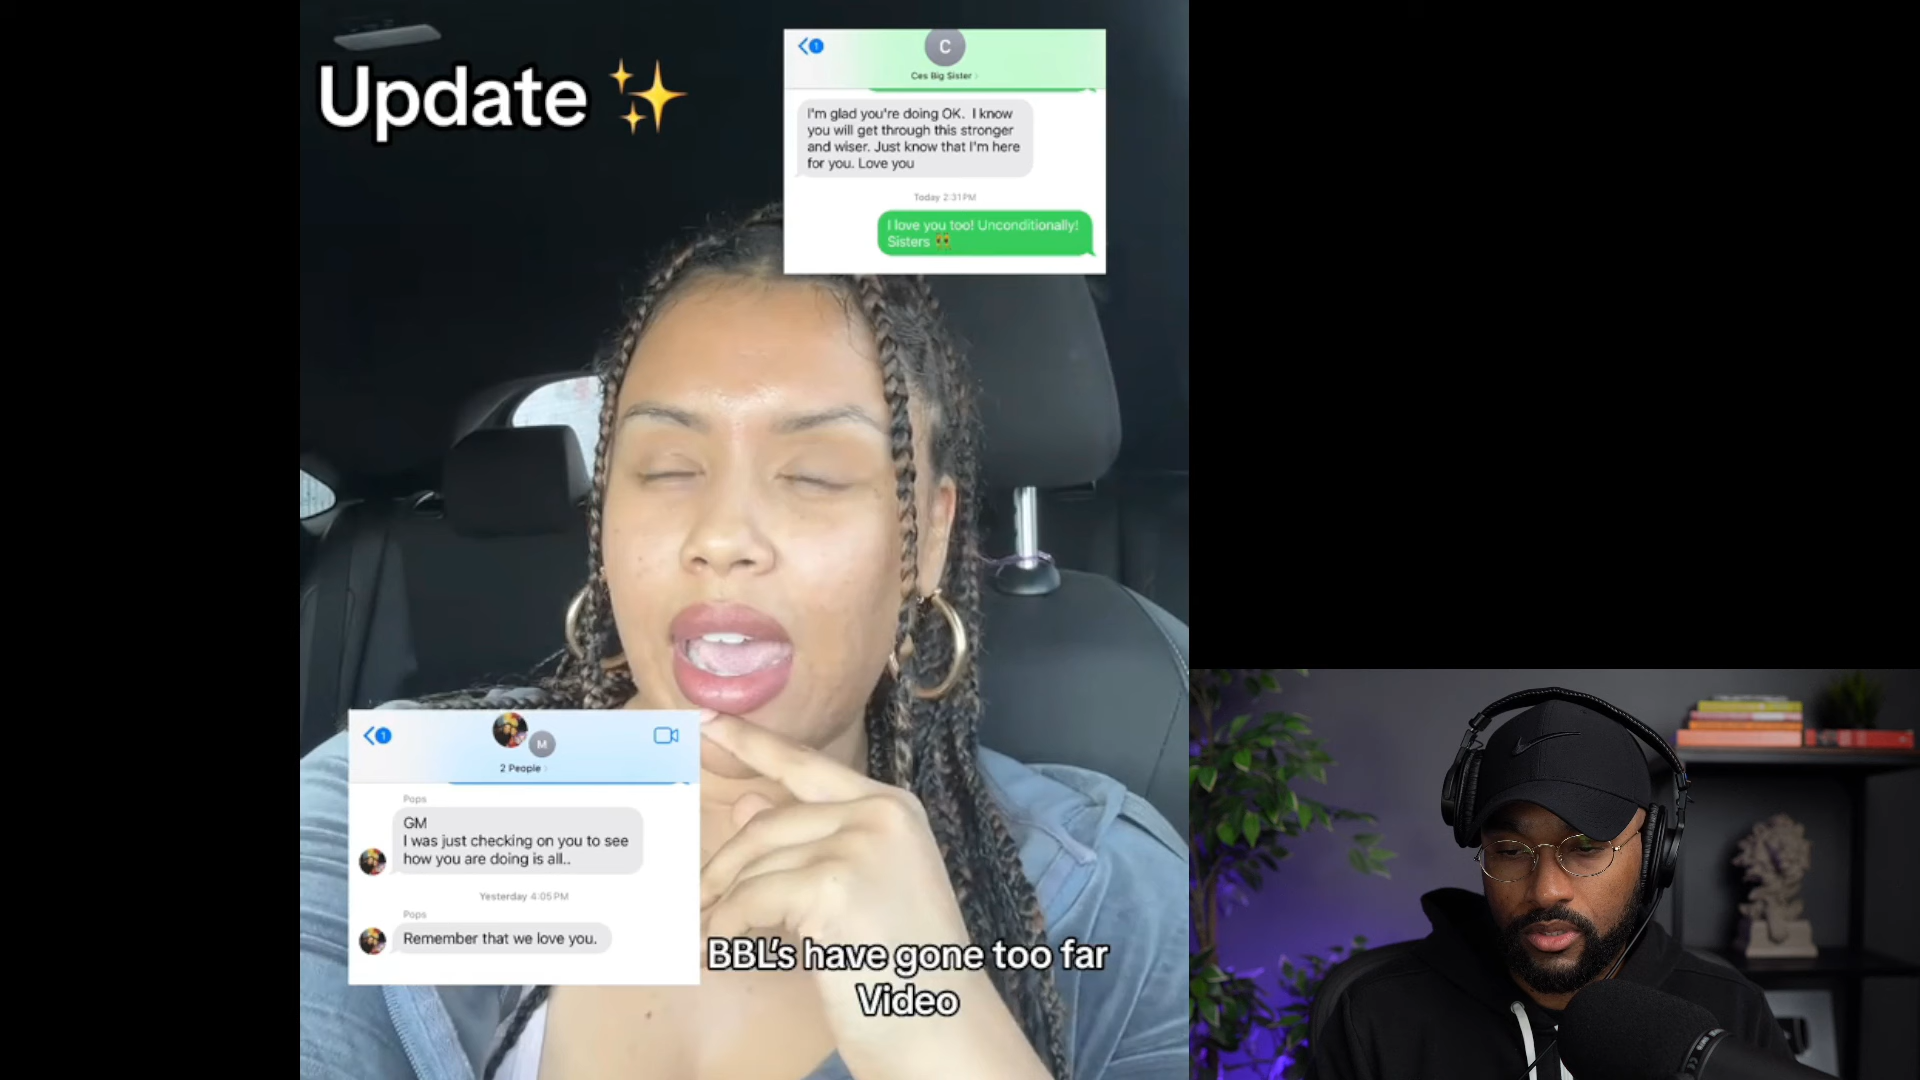 Update ✨
1
C
Ces Big Sister
I'm glad you're doing OK.  I know
you will get through this stronger
and wiser. Just know that I'm here
for you. Love you
Today 2:31 PM
I love you too! Unconditionally!
Sisters 👯
1
M
2 People
Pops
GM
I was just checking on you to see
how you are doing is all..
Yesterday 4:05 PM
Pops
Remember that we love you.
BBL's have gone too far
Video